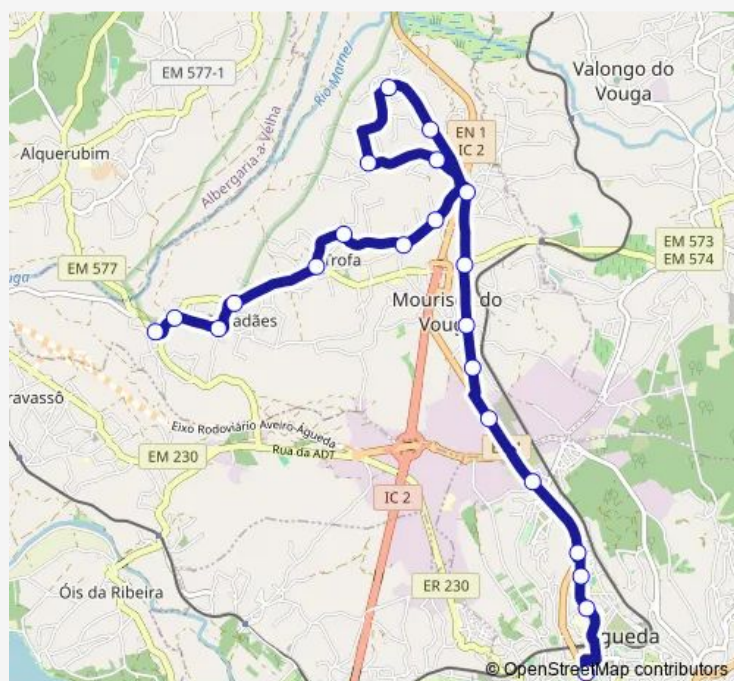 EM 577-1
Rio Marnel
Valongo do
Vouga
EN 1
IC 2
Alquerubim
Albergaria-a-Velha
EM 577
EM 573
EM 574
Mouris do
Voug
adães
Eixo Rodoviário Aveiro-Águeda
Rua da ADT
EM 230
IC 2
Óis da Ribeira
ER 230
gueda
© OpenStreetMap contributors